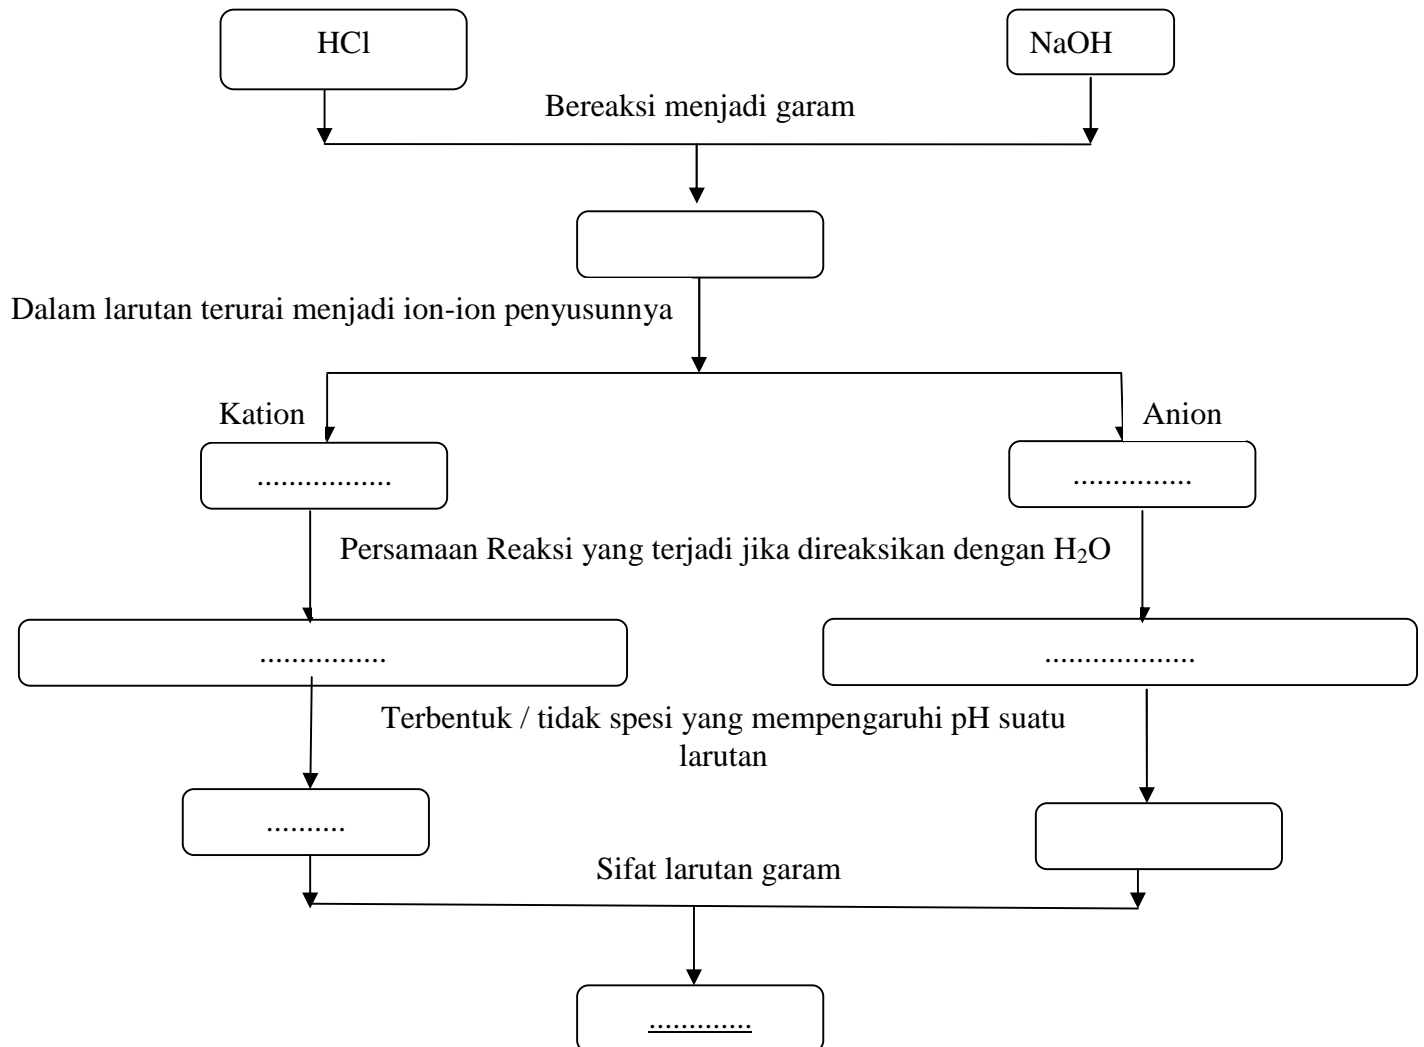 HCl
NaOH
Bereaksi menjadi garam
Dalam larutan terurai menjadi ion-ion penyusunnya
Kation
Anion
.................
...............
Persamaan Reaksi yang terjadi jika direaksikan dengan H₂O
................
...................
Terbentuk / tidak spesi yang mempengaruhi pH suatu
larutan
..........
Sifat larutan garam
.............